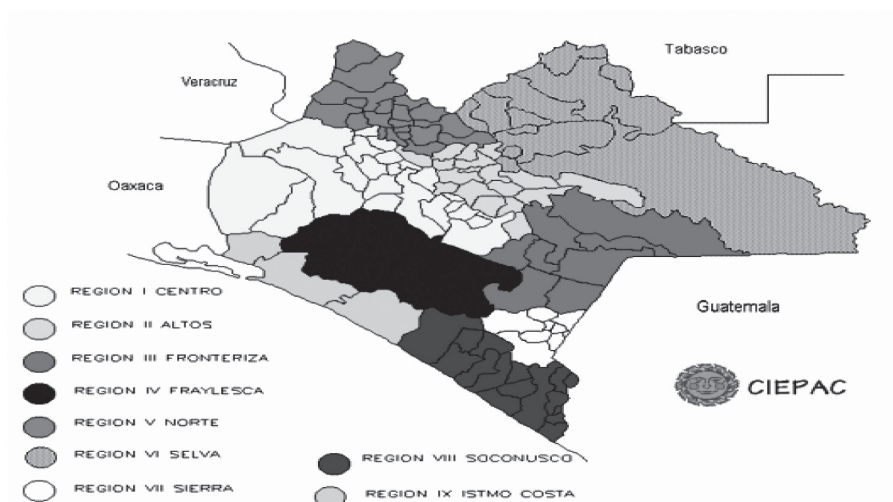 Tabasco
Veracruz
Oaxaca
Guatemala
REGION I CENTRO
REGION II ALTOS
REGION III FRONTERIZA
REGION IV FRAYLESCA
REGION V NORTE
REGION VI SELVA
REGION VII SIERRA
REGION VIII SOCONUSCO
REGION IX ISTMO COSTA
CIEPAC